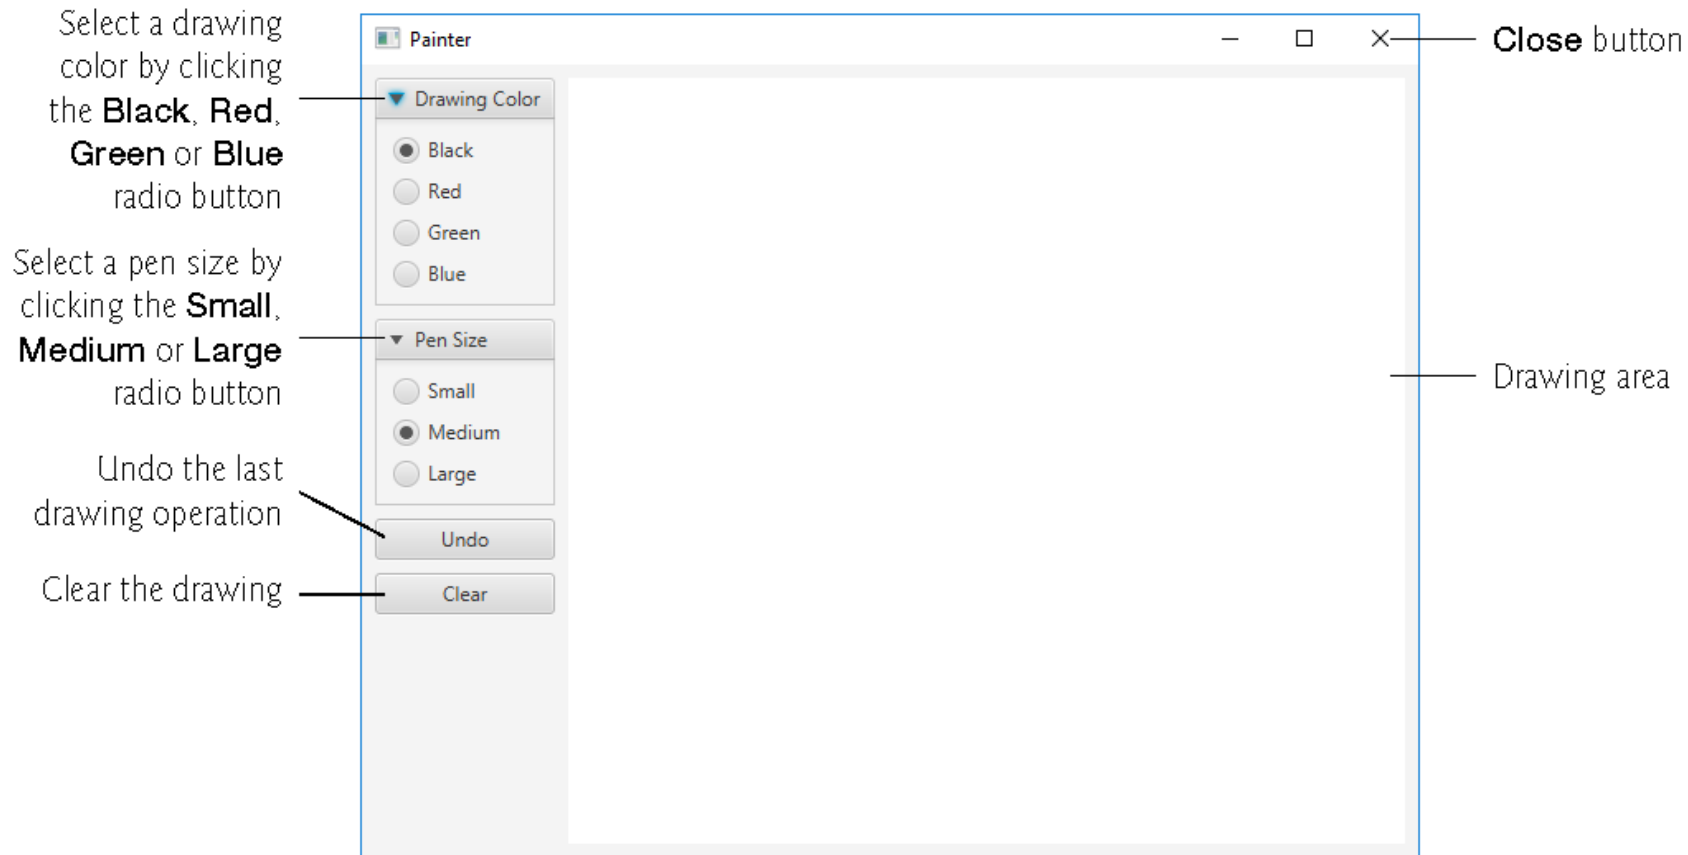 Select a drawing
color by clicking
the Black, Red,
Green or Blue
radio button
Select a pen size by
clicking the Small,
Medium or Large
radio button
Undo the last
drawing operation
Clear the drawing
Painter
Drawing Color
Black
Red
Green
Blue
Pen Size
Small
Medium
Large
Undo
Clear
Close button
Drawing area